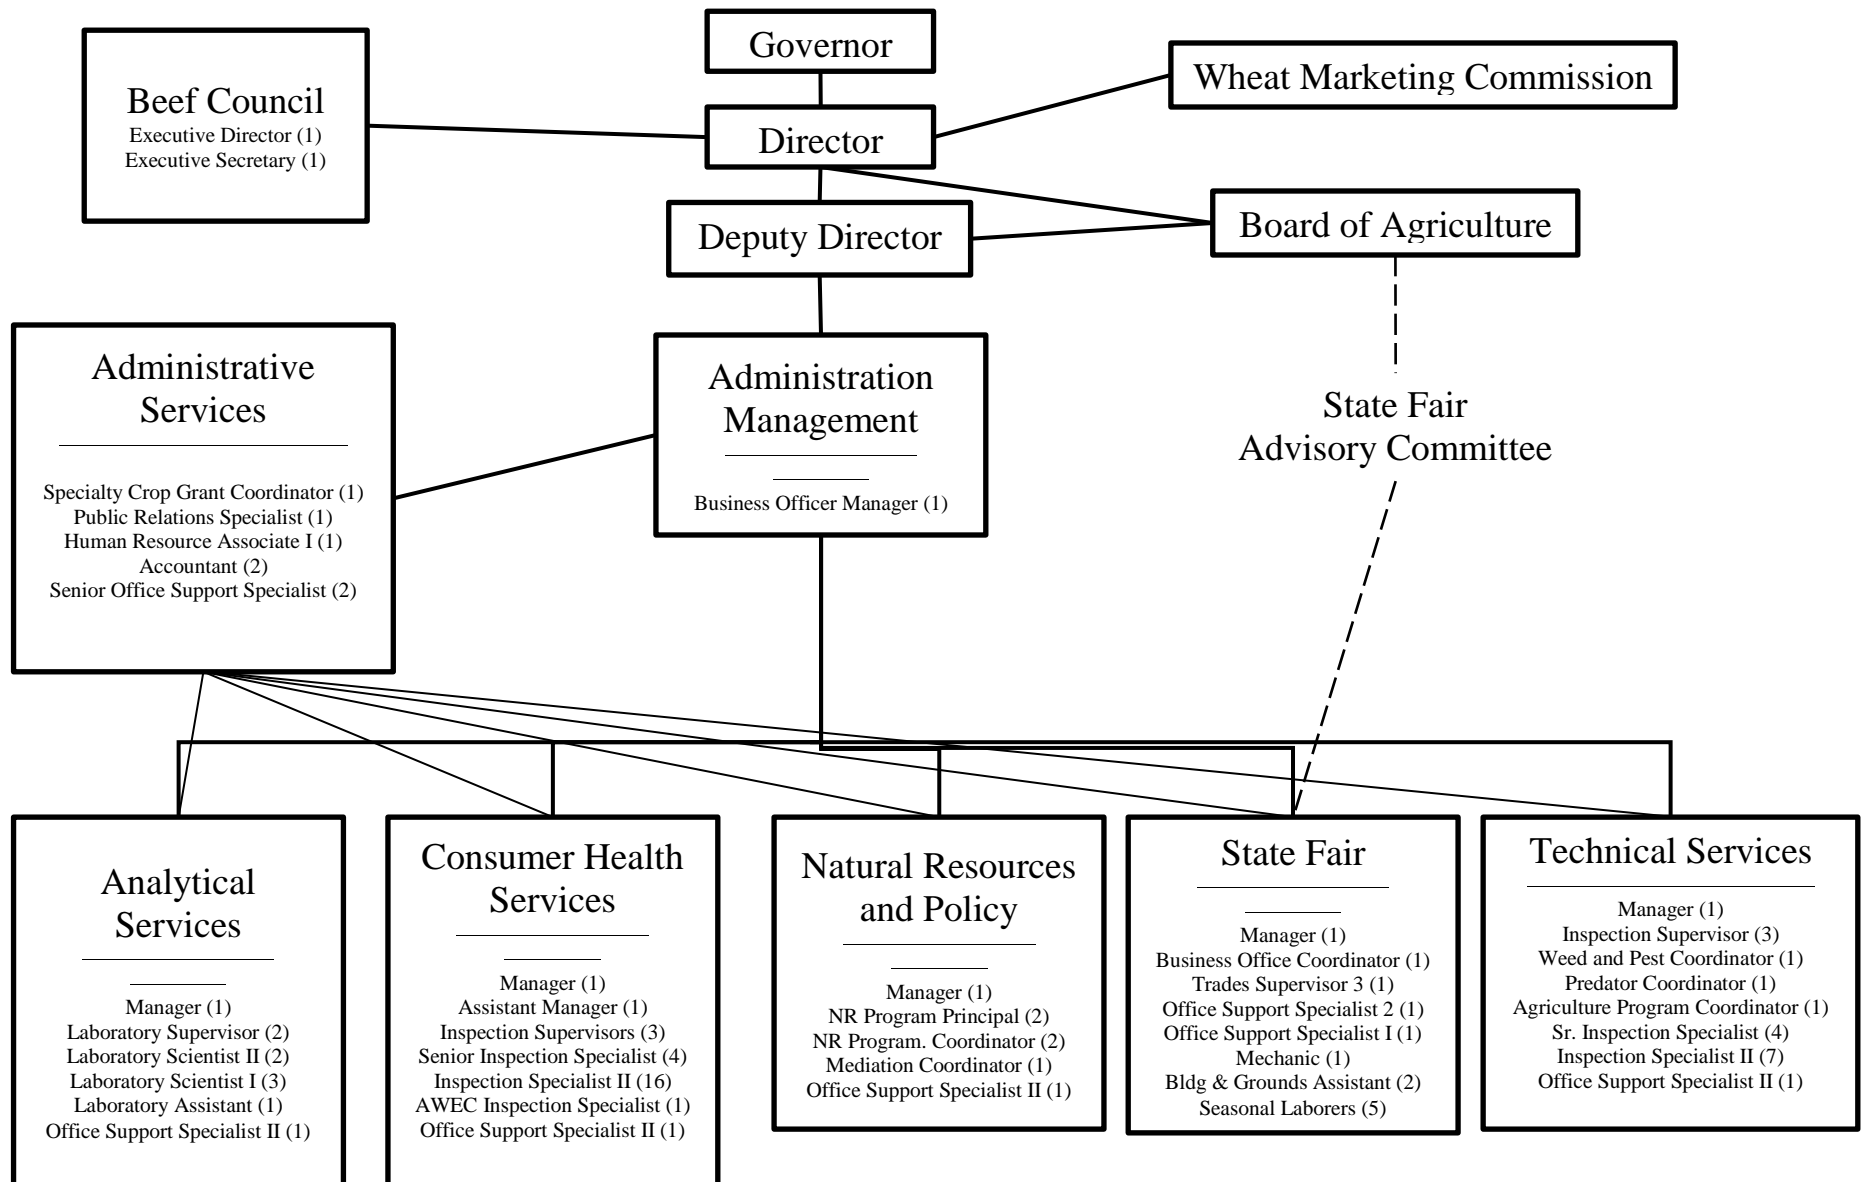 Governor
Beef Council
Executive Director (1)
Executive Secretary (1)
Wheat Marketing Commission
Director
Deputy Director
Board of Agriculture
Administrative
Services
Specialty Crop Grant Coordinator (1)
Public Relations Specialist (1)
Human Resource Associate I (1)
Accountant (2)
Senior Office Support Specialist (2)
Administration
Management
Business Officer Manager (1)
State Fair
Advisory Committee
Analytical
Services
Manager (1)
Laboratory Supervisor (2)
Laboratory Scientist II (2)
Laboratory Scientist I (3)
Laboratory Assistant (1)
Office Support Specialist II (1)
Consumer Health
Services
Manager (1)
Assistant Manager (1)
Inspection Supervisors (3)
Senior Inspection Specialist (4)
Inspection Specialist II (16)
AWEC Inspection Specialist (1)
Office Support Specialist II (1)
Natural Resources
and Policy
Manager (1)
NR Program Principal (2)
NR Program. Coordinator (2)
Mediation Coordinator (1)
Office Support Specialist II (1)
State Fair
Manager (1)
Business Office Coordinator (1)
Trades Supervisor 3 (1)
Office Support Specialist 2 (1)
Office Support Specialist I (1)
Mechanic (1)
Bldg & Grounds Assistant (2)
Seasonal Laborers (5)
Technical Services
Manager (1)
Inspection Supervisor (3)
Weed and Pest Coordinator (1)
Predator Coordinator (1)
Agriculture Program Coordinator (1)
Sr. Inspection Specialist (4)
Inspection Specialist II (7)
Office Support Specialist II (1)